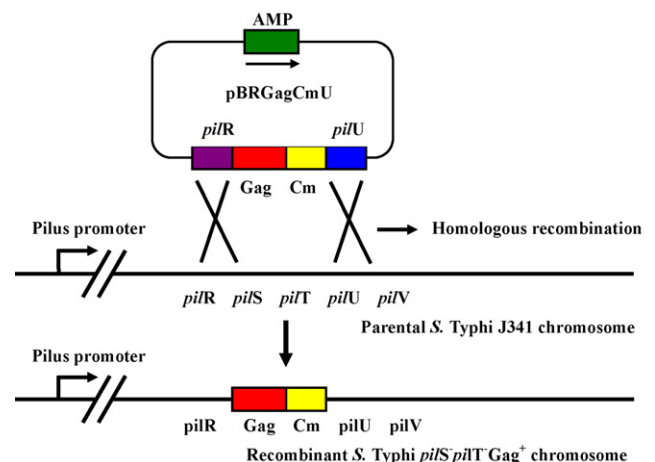 AMP
pBRGagCmU
pilR pilU
Gag Cm
Pilus promoter
Homologous recombination
pilR pilS pilT pilU pilV
Parental S. Typhi J341 chromosome
Pilus promoter
pilR Gag Cm pilU pilV
Recombinant S. Typhi pilS⁻pilT⁻Gag⁺ chromosome